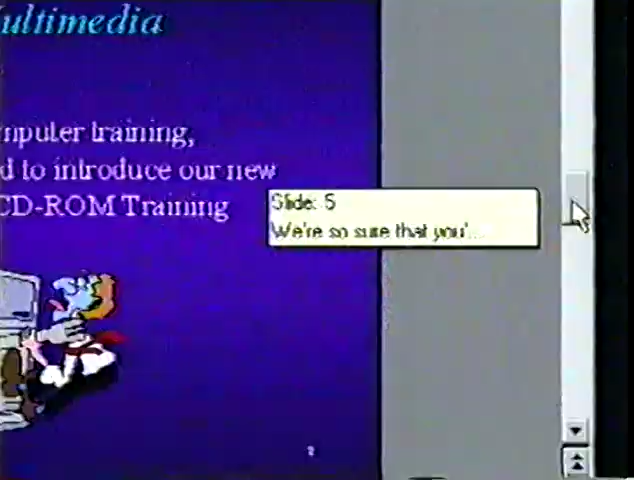 ultimedia
mputer training,
d to introduce our new
CD-ROM Training
Slide: 5
We're so sure that you'...